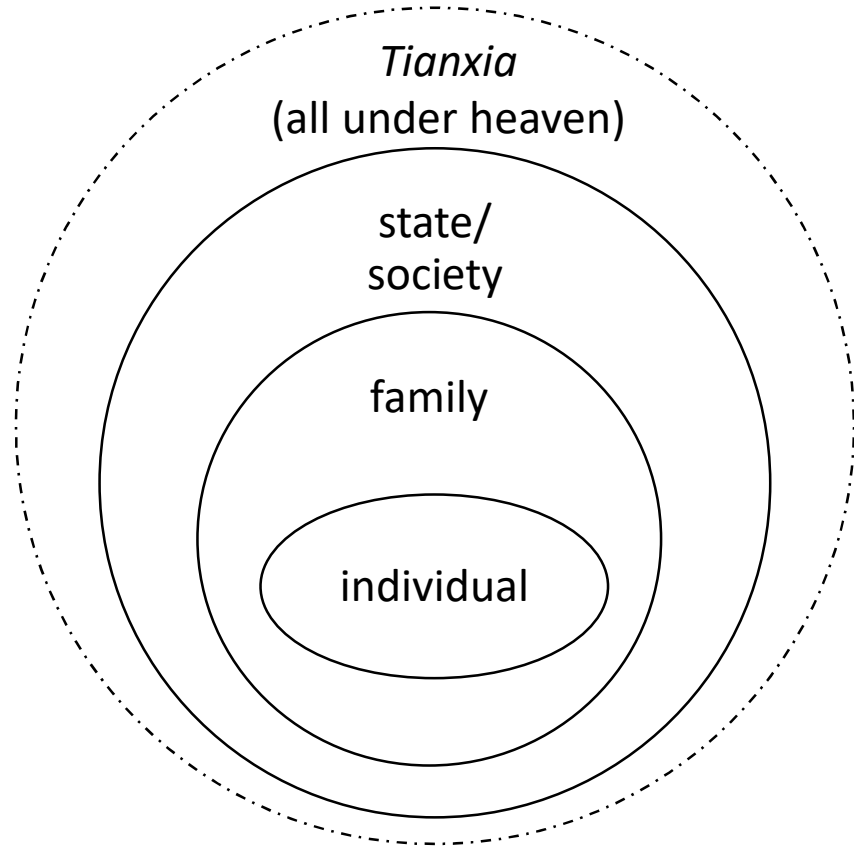 Tianxia
(all under heaven)
state/
society
family
individual